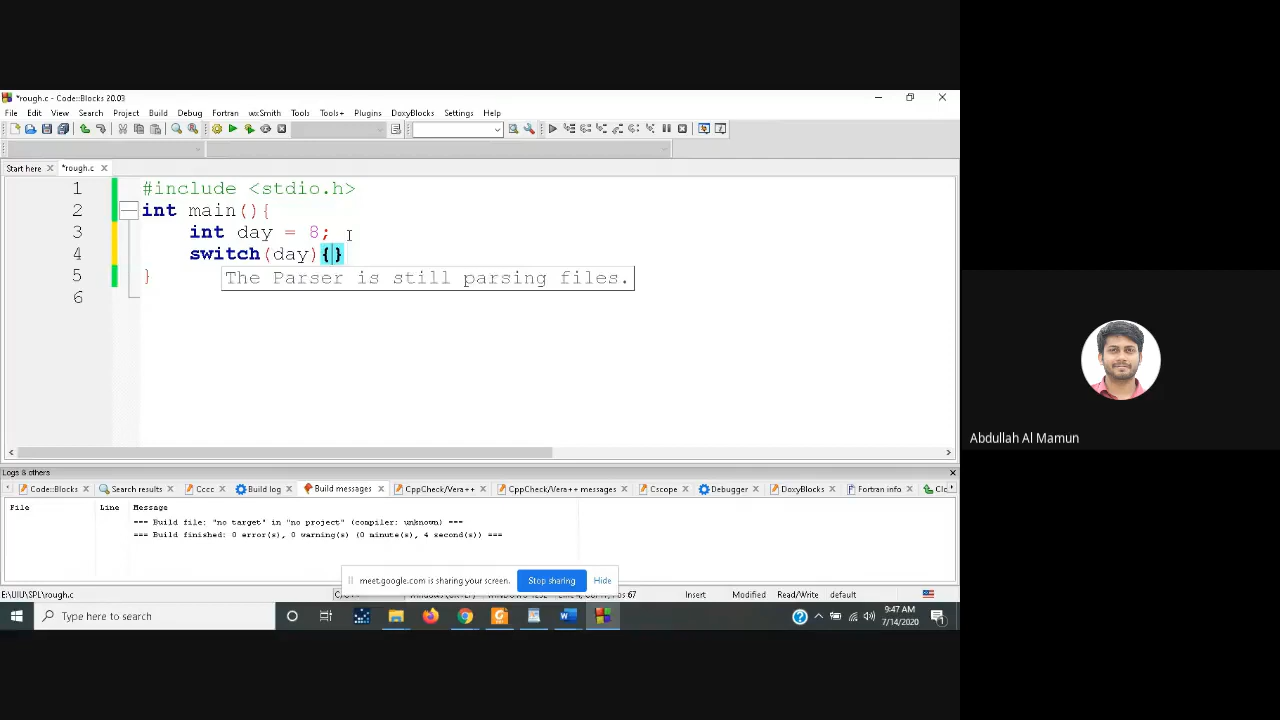 *rough.c - Code::Blocks 20.03
File Edit View Search Project Build Debug Fortran wxSmith Tools Tools+ Plugins DoxyBlocks Settings Help
Start here *rough.c
1 #include <stdio.h>
2 int main(){
3 int day = 8;
4 switch(day){}
5 }
The Parser is still parsing files.
6
Abdullah Al Mamun
Logs & others
Code::Blocks Search results Cccc Build log Build messages CppCheck/Vera++ CppCheck/Vera++ messages Cscope Debugger DoxyBlocks Fortran info
File Line Message
=== Build file: "no target" in "no project" (compiler: unknown) ===
=== Build finished: 0 error(s), 0 warning(s) (0 minute(s), 4 second(s)) ===
meet.google.com is sharing your screen. Stop sharing Hide
E:\UIU\SPL\rough.c Insert Modified Read/Write default
Type here to search
9:47 AM
7/14/2020